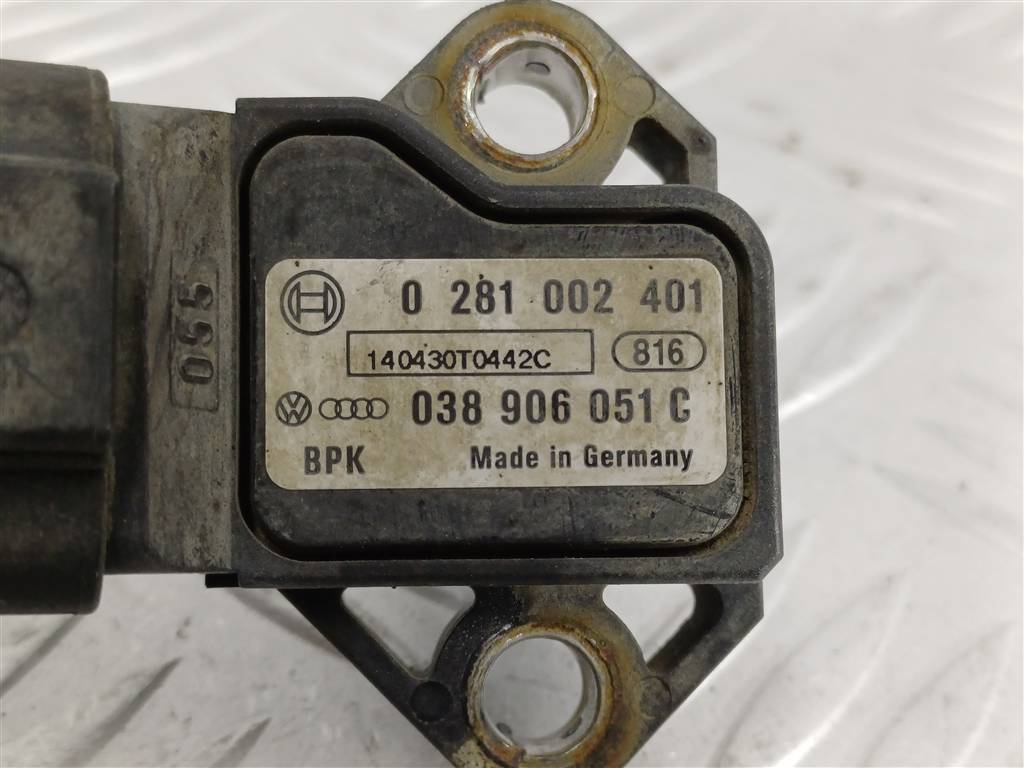 055
0 281 002 401
140430T0442C 816
038 906 051 C
BPK Made in Germany